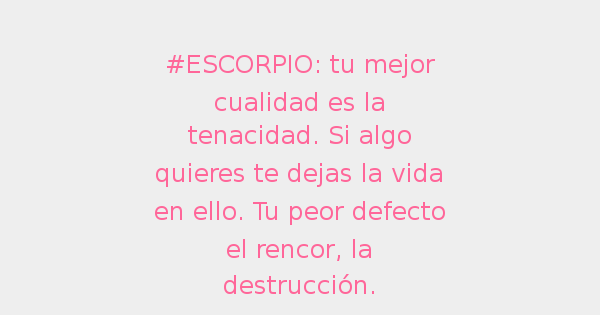 #ESCORPIO: tu mejor
cualidad es la
tenacidad. Si algo
quieres te dejas la vida
en ello. Tu peor defecto
el rencor, la
destrucción.